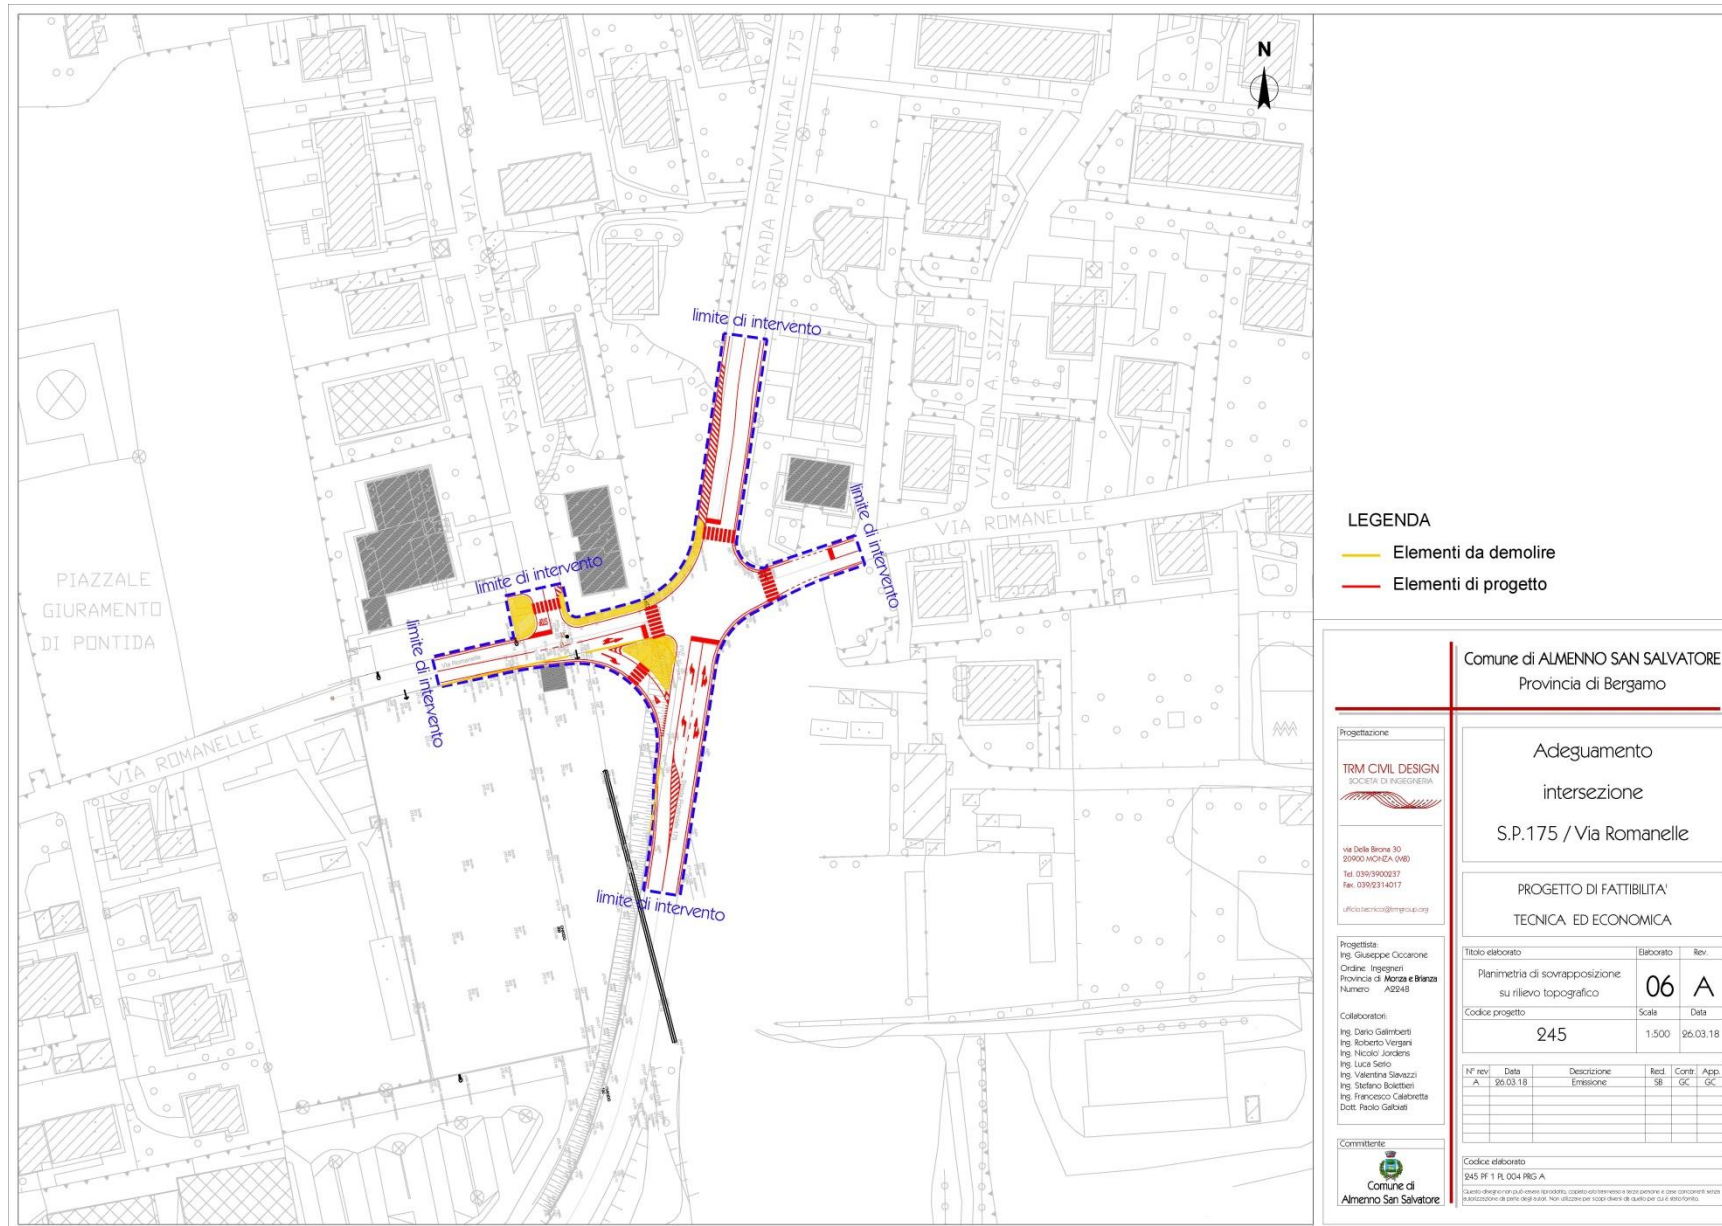 N
STRADA PROVINCIALE 175
VIA C. A. DALLA CHIESA
VIA DON A. SIZZI
limite di intervento
limite di intervento
VIA ROMANELLE
limite di intervento
limite di intervento
PIAZZALE
GIURAMENTO
DI PONTIDA
Via Romanelle
VIA ROMANELLE
limite di intervento
LEGENDA
Elementi da demolire
Elementi di progetto
Comune di ALMENNO SAN SALVATORE
Provincia di Bergamo
Progettazione
TRM CIVIL DESIGN
SOCIETA' DI INGEGNERIA
via Della Birona 30
20900 MONZA (MB)
Tel. 039/3900237
Fax. 039/2314017
ufficio.tecnico@trmgroup.org
Adeguamento
intersezione
S.P.175 / Via Romanelle
PROGETTO DI FATTIBILITA'
TECNICA ED ECONOMICA
Progettista:
Ing. Giuseppe Ciccarone
Ordine Ingegneri
Provincia di Monza e Brianza
Numero A2248
Collaboratori:
Ing. Dario Galimberti
Ing. Roberto Vergani
Ing. Nicolo' Jordens
Ing. Luca Serio
Ing. Valentina Slavazzi
Ing. Stefano Bolettieri
Ing. Francesco Calabretta
Dott. Paolo Galbiati
Titolo elaborato
Elaborato
Rev.
Planimetria di sovrapposizione
su rilievo topografico
06
A
Codice progetto
Scala
Data
245
1:500
26.03.18
N° rev Data Descrizione Red. Contr. App.
A 26.03.18 Emissione SB GC GC
Committente
Comune di
Almenno San Salvatore
Codice elaborato
245 PF 1 PL 004 PRG A